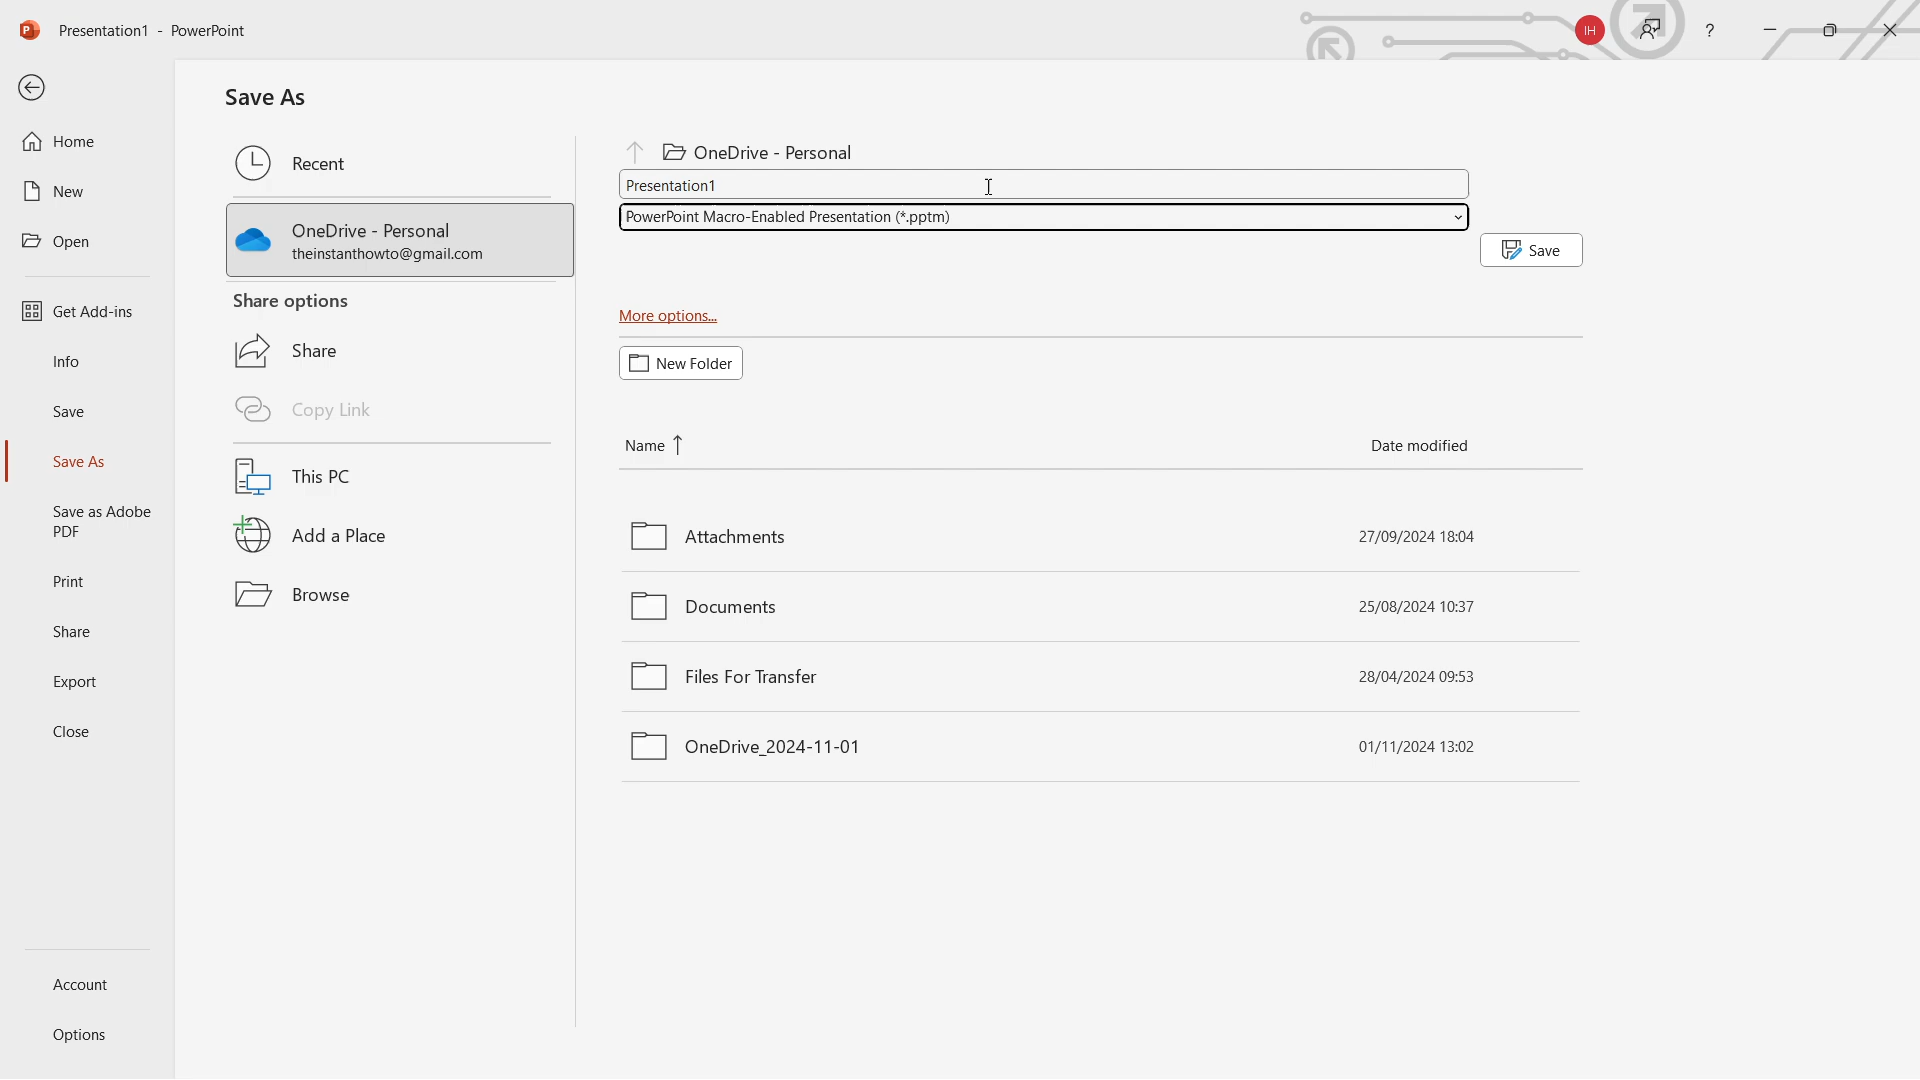 Presentation1 - PowerPoint
IH
?
Home
New
Open
Get Add-ins
Info
Save
Save As
Save as Adobe
PDF
Print
Share
Export
Close
Account
Options
Save As
Recent
OneDrive - Personal
theinstanthowto@gmail.com
Share options
Share
Copy Link
This PC
Add a Place
Browse
OneDrive - Personal
Presentation1
PowerPoint Macro-Enabled Presentation (*.pptm)
Save
More options...
New Folder
Name ↑ Date modified
Attachments 27/09/2024 18:04
Documents 25/08/2024 10:37
Files For Transfer 28/04/2024 09:53
OneDrive_2024-11-01 01/11/2024 13:02